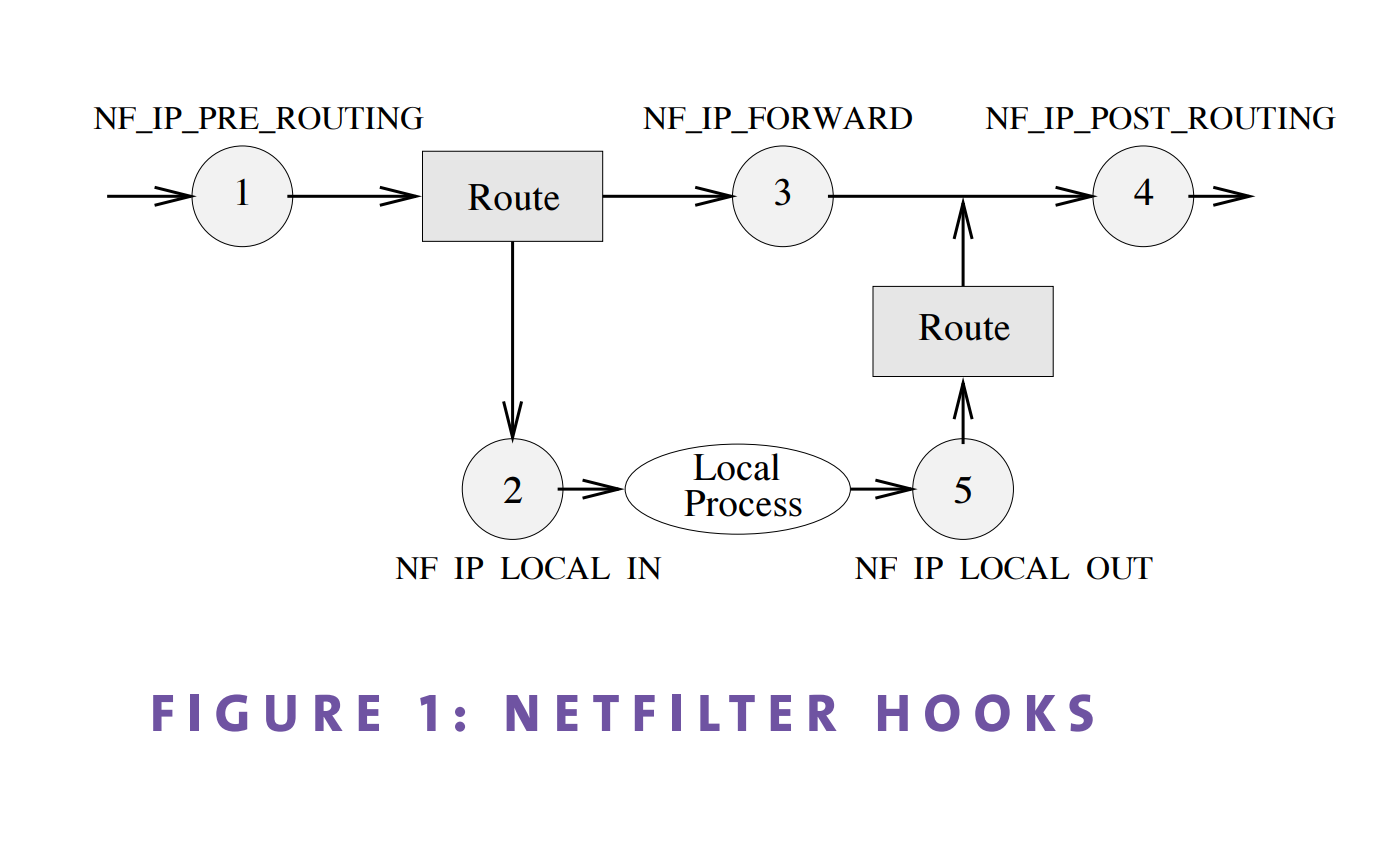 NF_IP_PRE_ROUTING
NF_IP_FORWARD
NF_IP_POST_ROUTING
1
Route
3
4
Route
2
Local
Process
5
NF IP LOCAL IN
NF IP LOCAL OUT
FIGURE 1: NETFILTER HOOKS